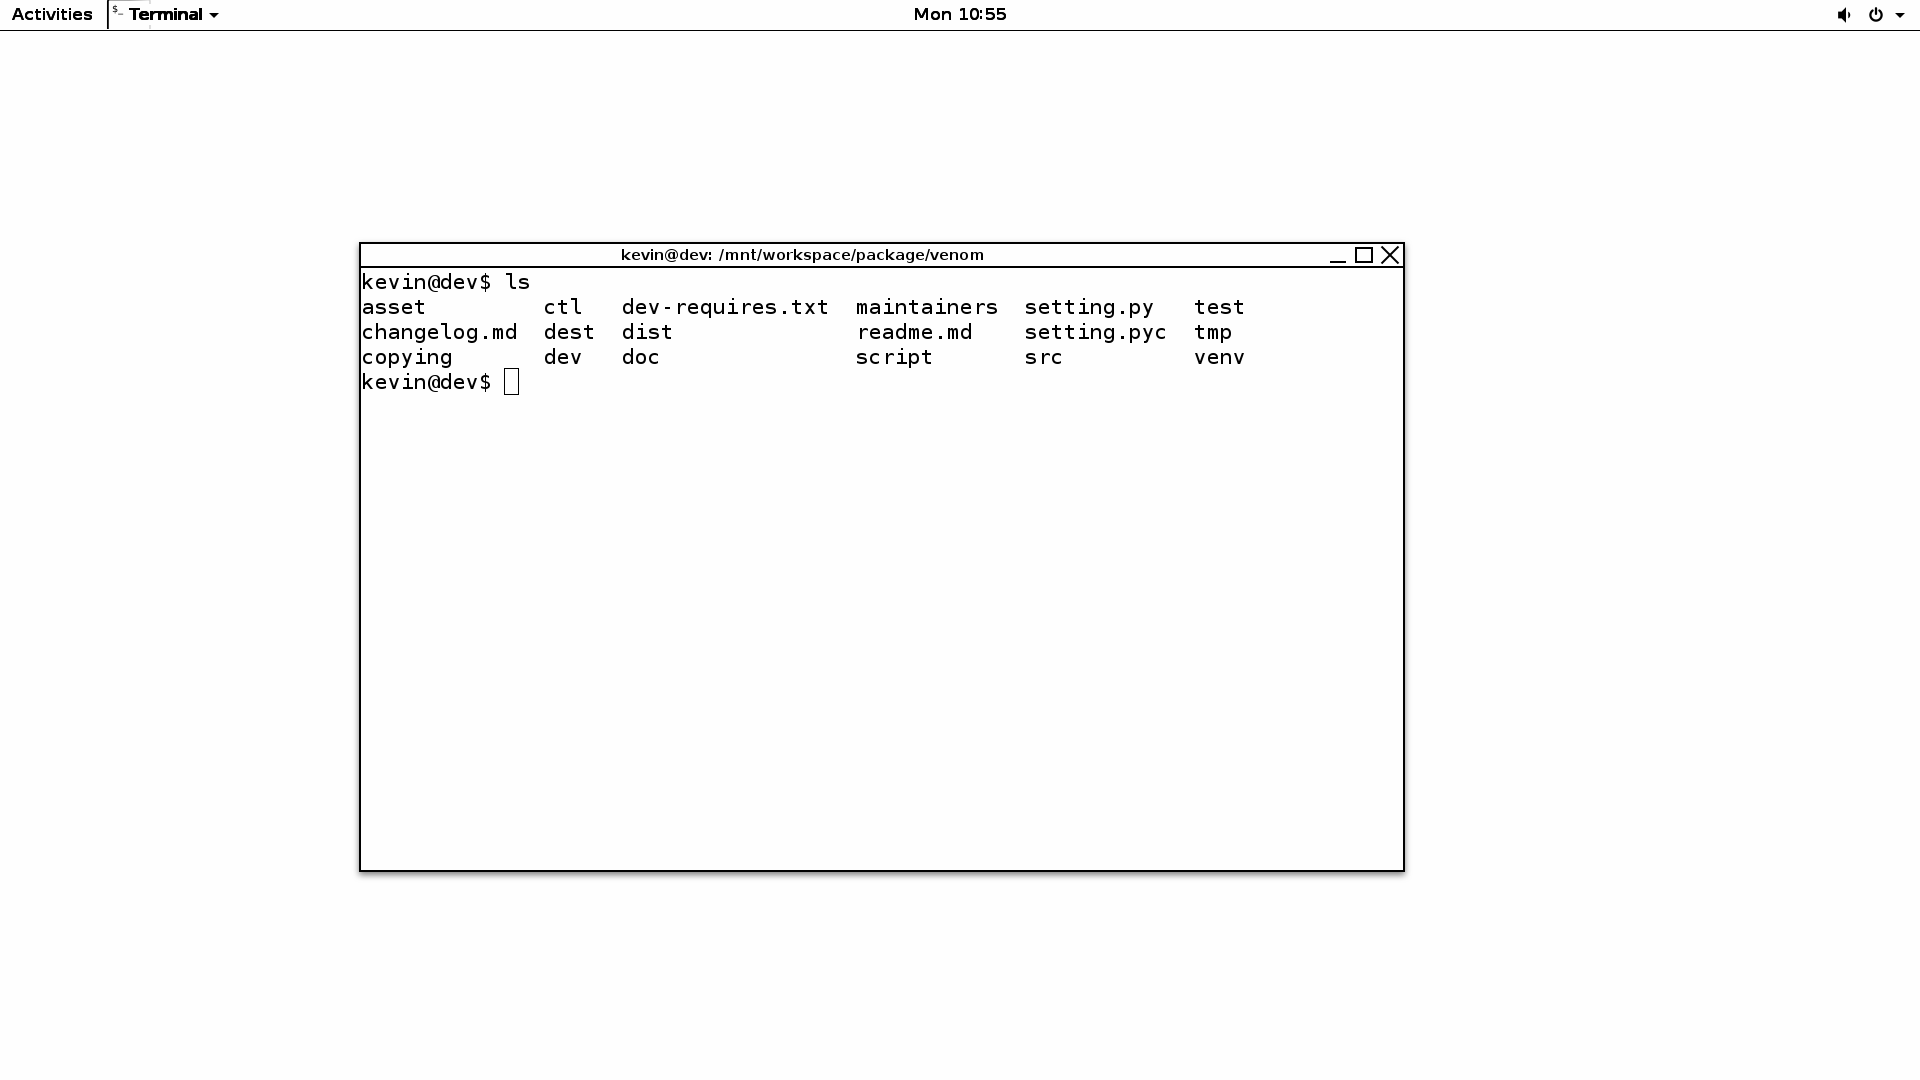 Activities $_ Terminal Mon 10:55
kevin@dev: /mnt/workspace/package/venom
kevin@dev$ ls
asset ctl dev-requires.txt maintainers setting.py test
changelog.md dest dist readme.md setting.pyc tmp
copying dev doc script src venv
kevin@dev$